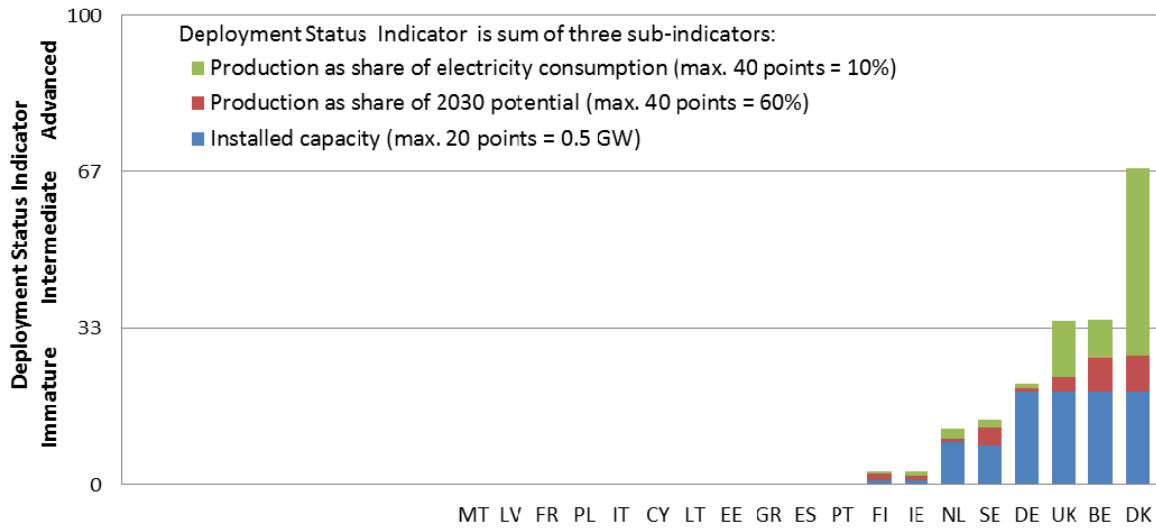 100
Deployment Status Indicator is sum of three sub-indicators:
Production as share of electricity consumption (max. 40 points = 10%)
Production as share of 2030 potential (max. 40 points = 60%)
Installed capacity (max. 20 points = 0.5 GW)
Deployment Status Indicator
Advanced
67
Intermediate
33
Immature
0
MT LV FR PL IT CY LT EE GR ES PT FI IE NL SE DE UK BE DK